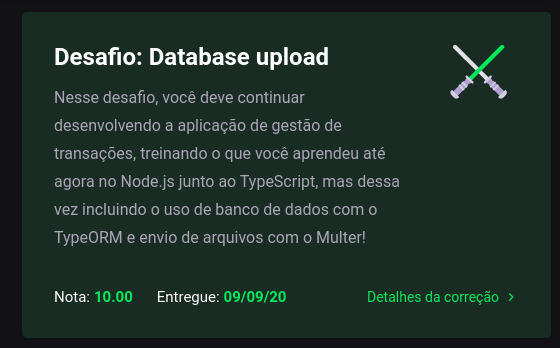 Desafio: Database upload
Nesse desafio, você deve continuar
desenvolvendo a aplicação de gestão de
transações, treinando o que você aprendeu até
agora no Node.js junto ao TypeScript, mas dessa
vez incluindo o uso de banco de dados com o
TypeORM e envio de arquivos com o Multer!
Nota: 10.00 Entregue: 09/09/20 Detalhes da correção